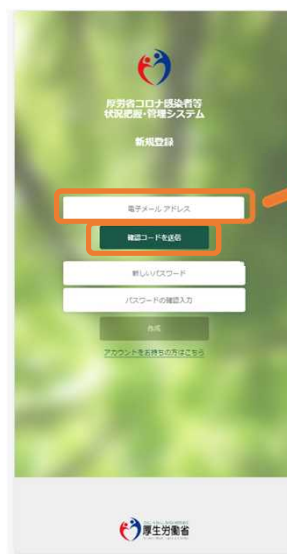 厚労省コロナ感染者等
状況把握・管理システム
新規登録
電子メール アドレス
確認コードを送信
新しいパスワード
パスワードの確認入力
作成
アカウントをお持ちの方はこちら
厚生労働省